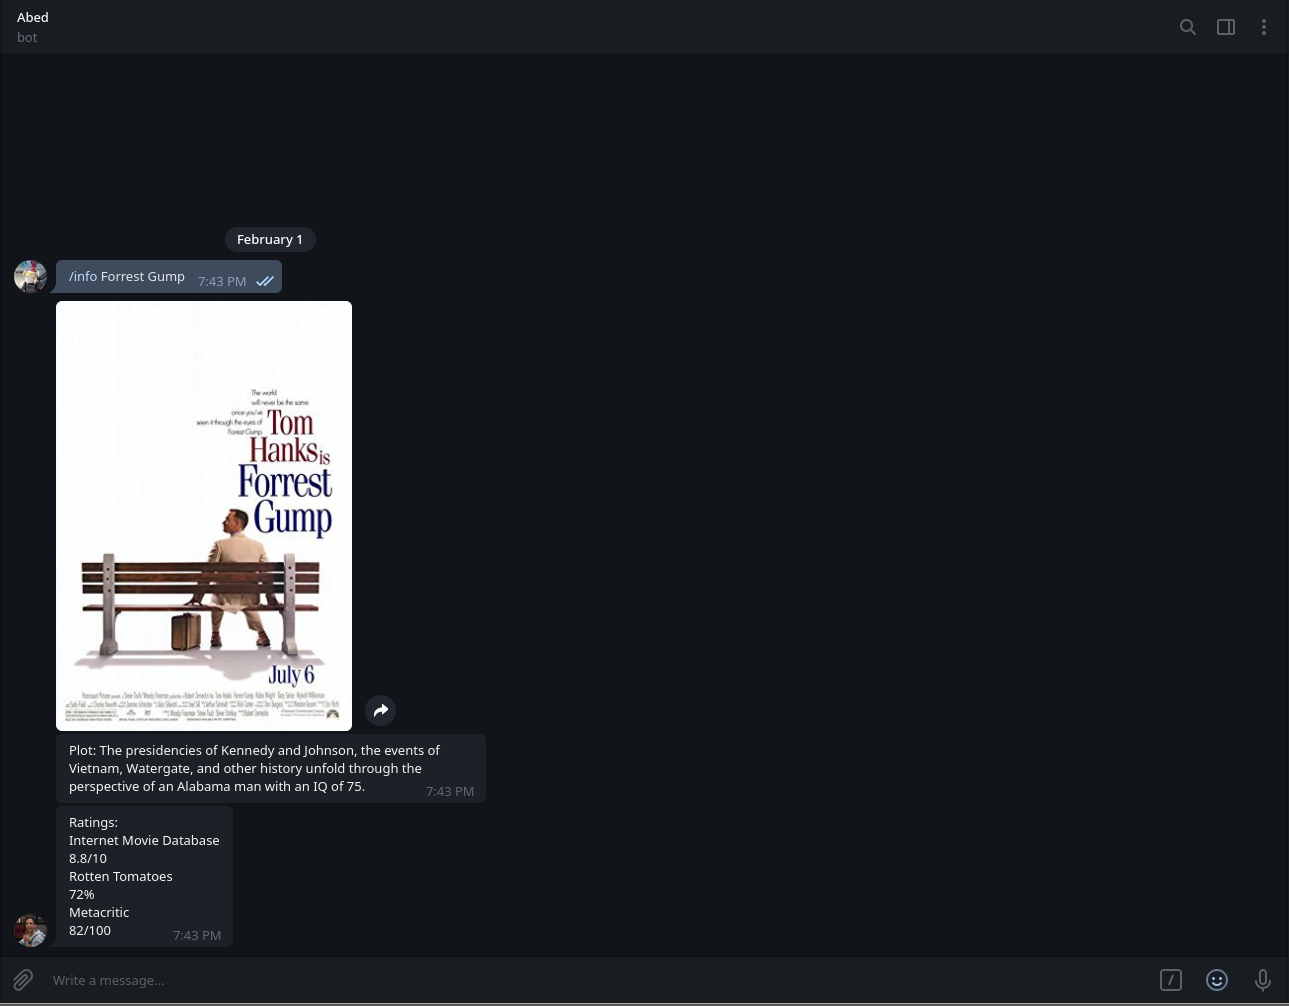 Abed
bot
February 1
/info Forrest Gump
7:43 PM
The world
will never be the same
once you've
seen it through the eyes of
Forrest Gump.
Tom
Hanks is
Forrest
Gump
July 6
Plot: The presidencies of Kennedy and Johnson, the events of
Vietnam, Watergate, and other history unfold through the
perspective of an Alabama man with an IQ of 75.
7:43 PM
Ratings:
Internet Movie Database
8.8/10
Rotten Tomatoes
72%
Metacritic
82/100
7:43 PM
Write a message...